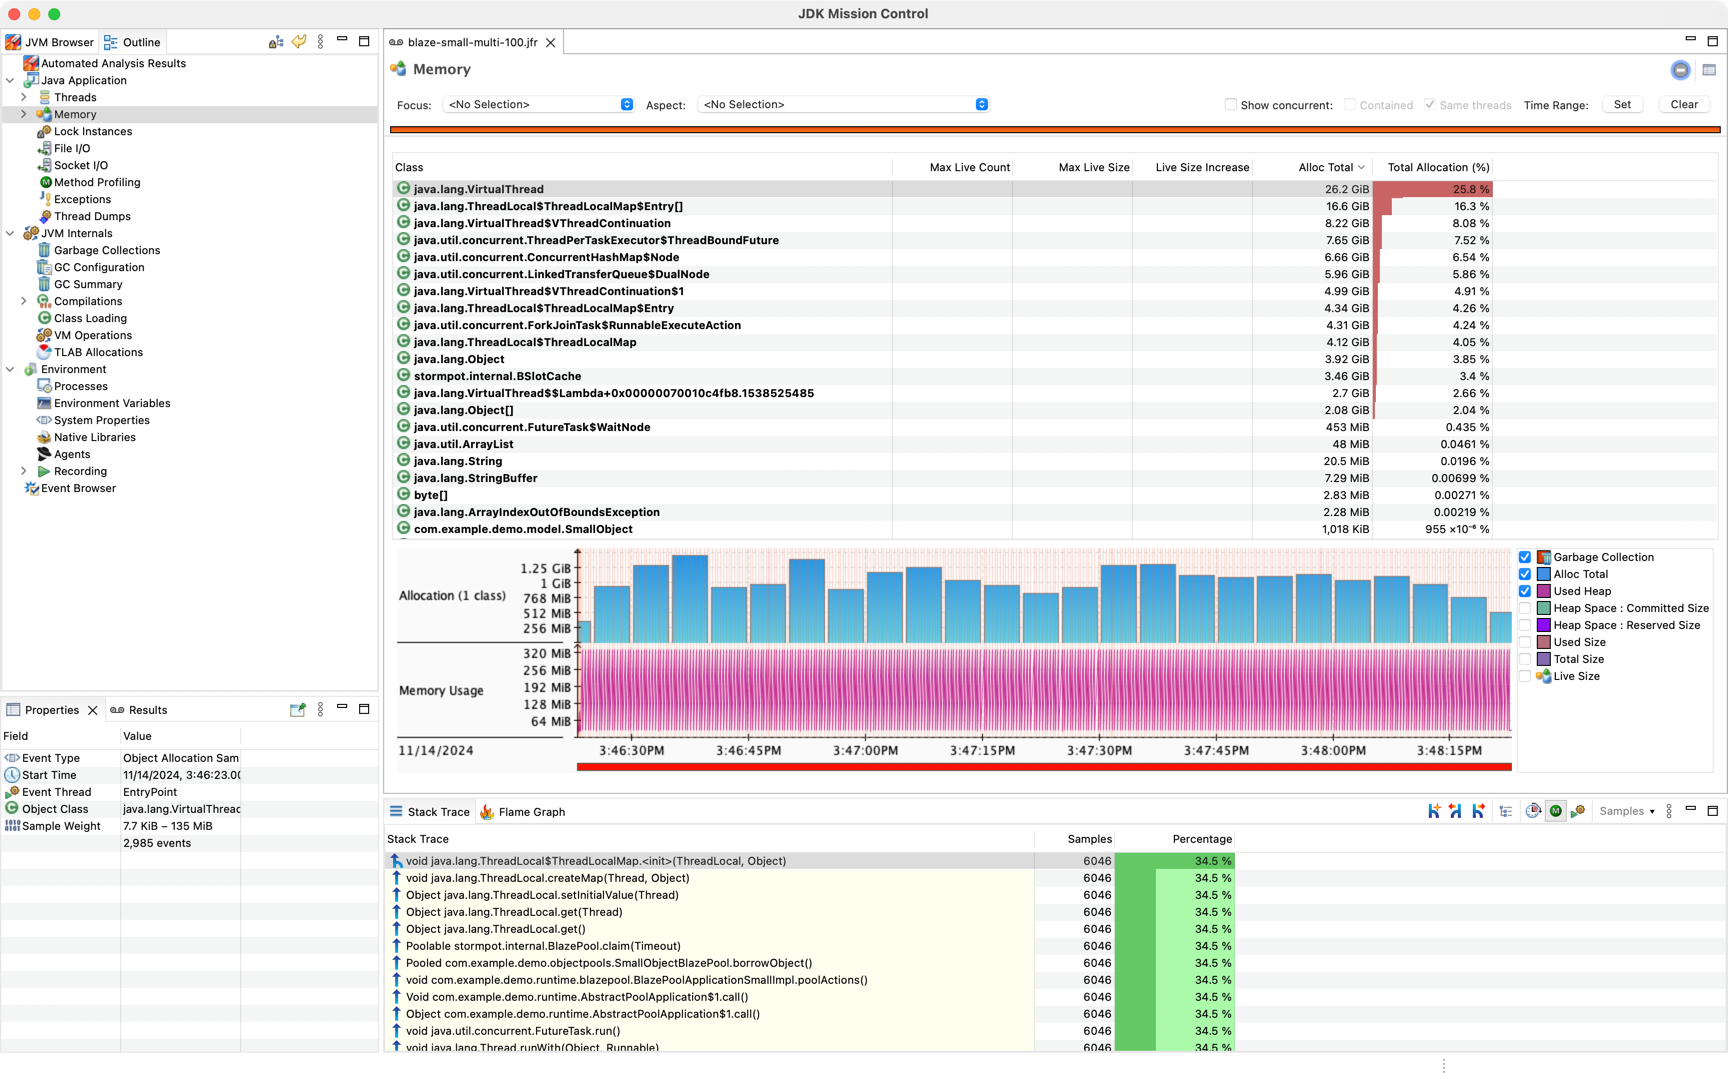 JDK Mission Control
JVM Browser
Outline
Automated Analysis Results
Java Application
Threads
Memory
Lock Instances
File I/O
Socket I/O
Method Profiling
Exceptions
Thread Dumps
JVM Internals
Garbage Collections
GC Configuration
GC Summary
Compilations
Class Loading
VM Operations
TLAB Allocations
Environment
Processes
Environment Variables
System Properties
Native Libraries
Agents
Recording
Event Browser
Properties
Results
Field Value
Event Type Object Allocation Sam
Start Time 11/14/2024, 3:46:23.00
Event Thread EntryPoint
Object Class java.lang.VirtualThread
Sample Weight 7.7 KiB – 135 MiB
2,985 events
blaze-small-multi-100.jfr
Memory
Focus: <No Selection> Aspect: <No Selection> Show concurrent: Contained Same threads Time Range: Set Clear
Class Max Live Count Max Live Size Live Size Increase Alloc Total Total Allocation (%)
java.lang.VirtualThread 26.2 GiB 25.8 %
java.lang.ThreadLocal$ThreadLocalMap$Entry[] 16.6 GiB 16.3 %
java.lang.VirtualThread$VThreadContinuation 8.22 GiB 8.08 %
java.util.concurrent.ThreadPerTaskExecutor$ThreadBoundFuture 7.65 GiB 7.52 %
java.util.concurrent.ConcurrentHashMap$Node 6.66 GiB 6.54 %
java.util.concurrent.LinkedTransferQueue$DualNode 5.96 GiB 5.86 %
java.lang.VirtualThread$VThreadContinuation$1 4.99 GiB 4.91 %
java.lang.ThreadLocal$ThreadLocalMap$Entry 4.34 GiB 4.26 %
java.util.concurrent.ForkJoinTask$RunnableExecuteAction 4.31 GiB 4.24 %
java.lang.ThreadLocal$ThreadLocalMap 4.12 GiB 4.05 %
java.lang.Object 3.92 GiB 3.85 %
stormpot.internal.BSlotCache 3.46 GiB 3.4 %
java.lang.VirtualThread$$Lambda+0x00000070010c4fb8.1538525485 2.7 GiB 2.66 %
java.lang.Object[] 2.08 GiB 2.04 %
java.util.concurrent.FutureTask$WaitNode 453 MiB 0.435 %
java.util.ArrayList 48 MiB 0.0461 %
java.lang.String 20.5 MiB 0.0196 %
java.lang.StringBuffer 7.29 MiB 0.00699 %
byte[] 2.83 MiB 0.00271 %
java.lang.ArrayIndexOutOfBoundsException 2.28 MiB 0.00219 %
com.example.demo.model.SmallObject 1,018 KiB 955 ×10⁻⁶ %
Allocation (1 class)
1.25 GiB
1 GiB
768 MiB
512 MiB
256 MiB
Memory Usage
320 MiB
256 MiB
192 MiB
128 MiB
64 MiB
11/14/2024 3:46:30PM 3:46:45PM 3:47:00PM 3:47:15PM 3:47:30PM 3:47:45PM 3:48:00PM 3:48:15PM
Garbage Collection
Alloc Total
Used Heap
Heap Space : Committed Size
Heap Space : Reserved Size
Used Size
Total Size
Live Size
Stack Trace
Flame Graph
Samples
Stack Trace Samples Percentage
void java.lang.ThreadLocal$ThreadLocalMap.<init>(ThreadLocal, Object) 6046 34.5 %
void java.lang.ThreadLocal.createMap(Thread, Object) 6046 34.5 %
Object java.lang.ThreadLocal.setInitialValue(Thread) 6046 34.5 %
Object java.lang.ThreadLocal.get(Thread) 6046 34.5 %
Object java.lang.ThreadLocal.get() 6046 34.5 %
Poolable stormpot.internal.BlazePool.claim(Timeout) 6046 34.5 %
Pooled com.example.demo.objectpools.SmallObjectBlazePool.borrowObject() 6046 34.5 %
void com.example.demo.runtime.blazepool.BlazePoolApplicationSmallImpl.poolActions() 6046 34.5 %
Void com.example.demo.runtime.AbstractPoolApplication$1.call() 6046 34.5 %
Object com.example.demo.runtime.AbstractPoolApplication$1.call() 6046 34.5 %
void java.util.concurrent.FutureTask.run() 6046 34.5 %
void java.lang.Thread.runWith(Object, Runnable) 6046 34.5 %